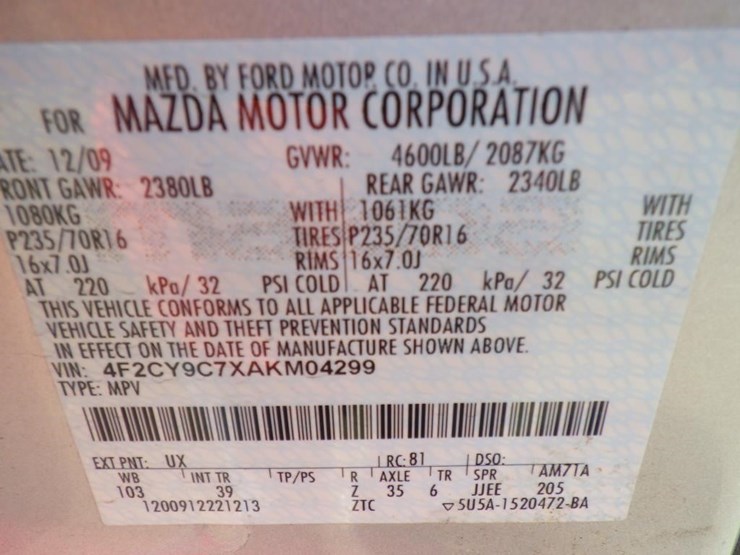 MFD. BY FORD MOTOR CO. IN U.S.A.
FOR MAZDA MOTOR CORPORATION
ATE: 12/09 GVWR: 4600LB/ 2087KG
RONT GAWR: 2380LB REAR GAWR: 2340LB
1080KG WITH 1061KG WITH
P235/70R16 TIRES P235/70R16 TIRES
16x7.0J RIMS 16x7.0J RIMS
AT 220 kPa/ 32 PSI COLD AT 220 kPa/ 32 PSI COLD
THIS VEHICLE CONFORMS TO ALL APPLICABLE FEDERAL MOTOR
VEHICLE SAFETY AND THEFT PREVENTION STANDARDS
IN EFFECT ON THE DATE OF MANUFACTURE SHOWN ABOVE.
VIN: 4F2CY9C7XAKM04299
TYPE: MPV
EXT PNT: UX RC: 81 DSO:
WB INT TR TP/PS R AXLE TR SPR AM71A
103 39 Z 35 6 JJEE 205
1200912221213 ZTC ▽5U5A-1520472-BA